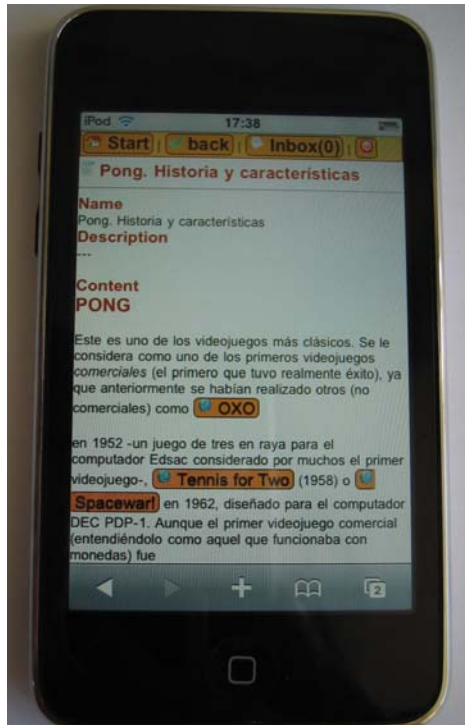 iPod 17:38
Start | back | Inbox(0) |
Pong. Historia y características
Name
Pong. Historia y características
Description
---
Content
PONG
Este es uno de los videojuegos más clásicos. Se le
considera como uno de los primeros videojuegos
comerciales (el primero que tuvo realmente éxito), ya
que anteriormente se habían realizado otros (no
comerciales) como OXO
en 1952 -un juego de tres en raya para el
computador Edsac considerado por muchos el primer
videojuego-, Tennis for Two (1958) o
Spacewar! en 1962, diseñado para el computador
DEC PDP-1. Aunque el primer videojuego comercial
(entendiéndolo como aquel que funcionaba con
monedas) fue
2